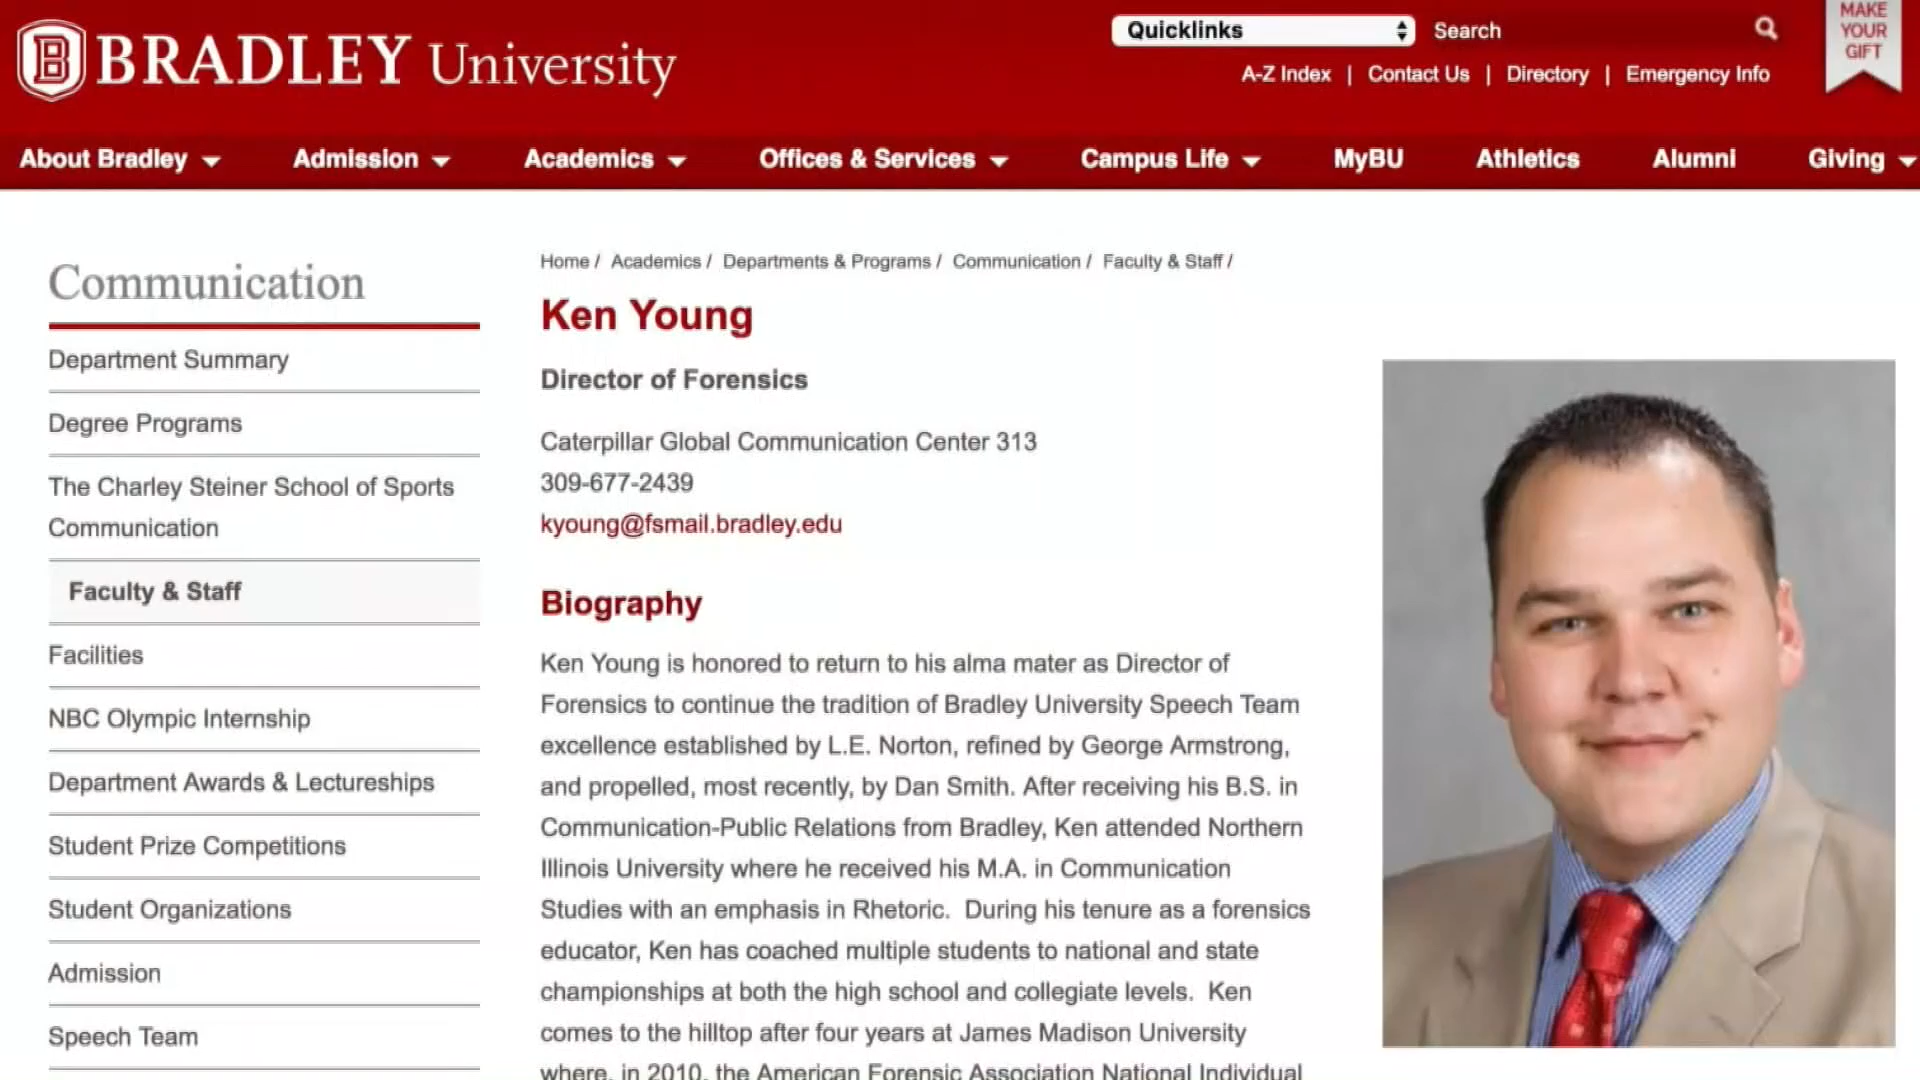 BRADLEY University
Quicklinks
Search
MAKE
YOUR
GIFT
A-Z Index | Contact Us | Directory | Emergency Info
About Bradley
Admission
Academics
Offices & Services
Campus Life
MyBU
Athletics
Alumni
Giving
Communication
Department Summary
Degree Programs
The Charley Steiner School of Sports
Communication
Faculty & Staff
Facilities
NBC Olympic Internship
Department Awards & Lectureships
Student Prize Competitions
Student Organizations
Admission
Speech Team
Home / Academics / Departments & Programs / Communication / Faculty & Staff /
Ken Young
Director of Forensics
Caterpillar Global Communication Center 313
309-677-2439
kyoung@fsmail.bradley.edu
Biography
Ken Young is honored to return to his alma mater as Director of
Forensics to continue the tradition of Bradley University Speech Team
excellence established by L.E. Norton, refined by George Armstrong,
and propelled, most recently, by Dan Smith. After receiving his B.S. in
Communication-Public Relations from Bradley, Ken attended Northern
Illinois University where he received his M.A. in Communication
Studies with an emphasis in Rhetoric. During his tenure as a forensics
educator, Ken has coached multiple students to national and state
championships at both the high school and collegiate levels. Ken
comes to the hilltop after four years at James Madison University
where, in 2010, the American Forensic Association National Individual